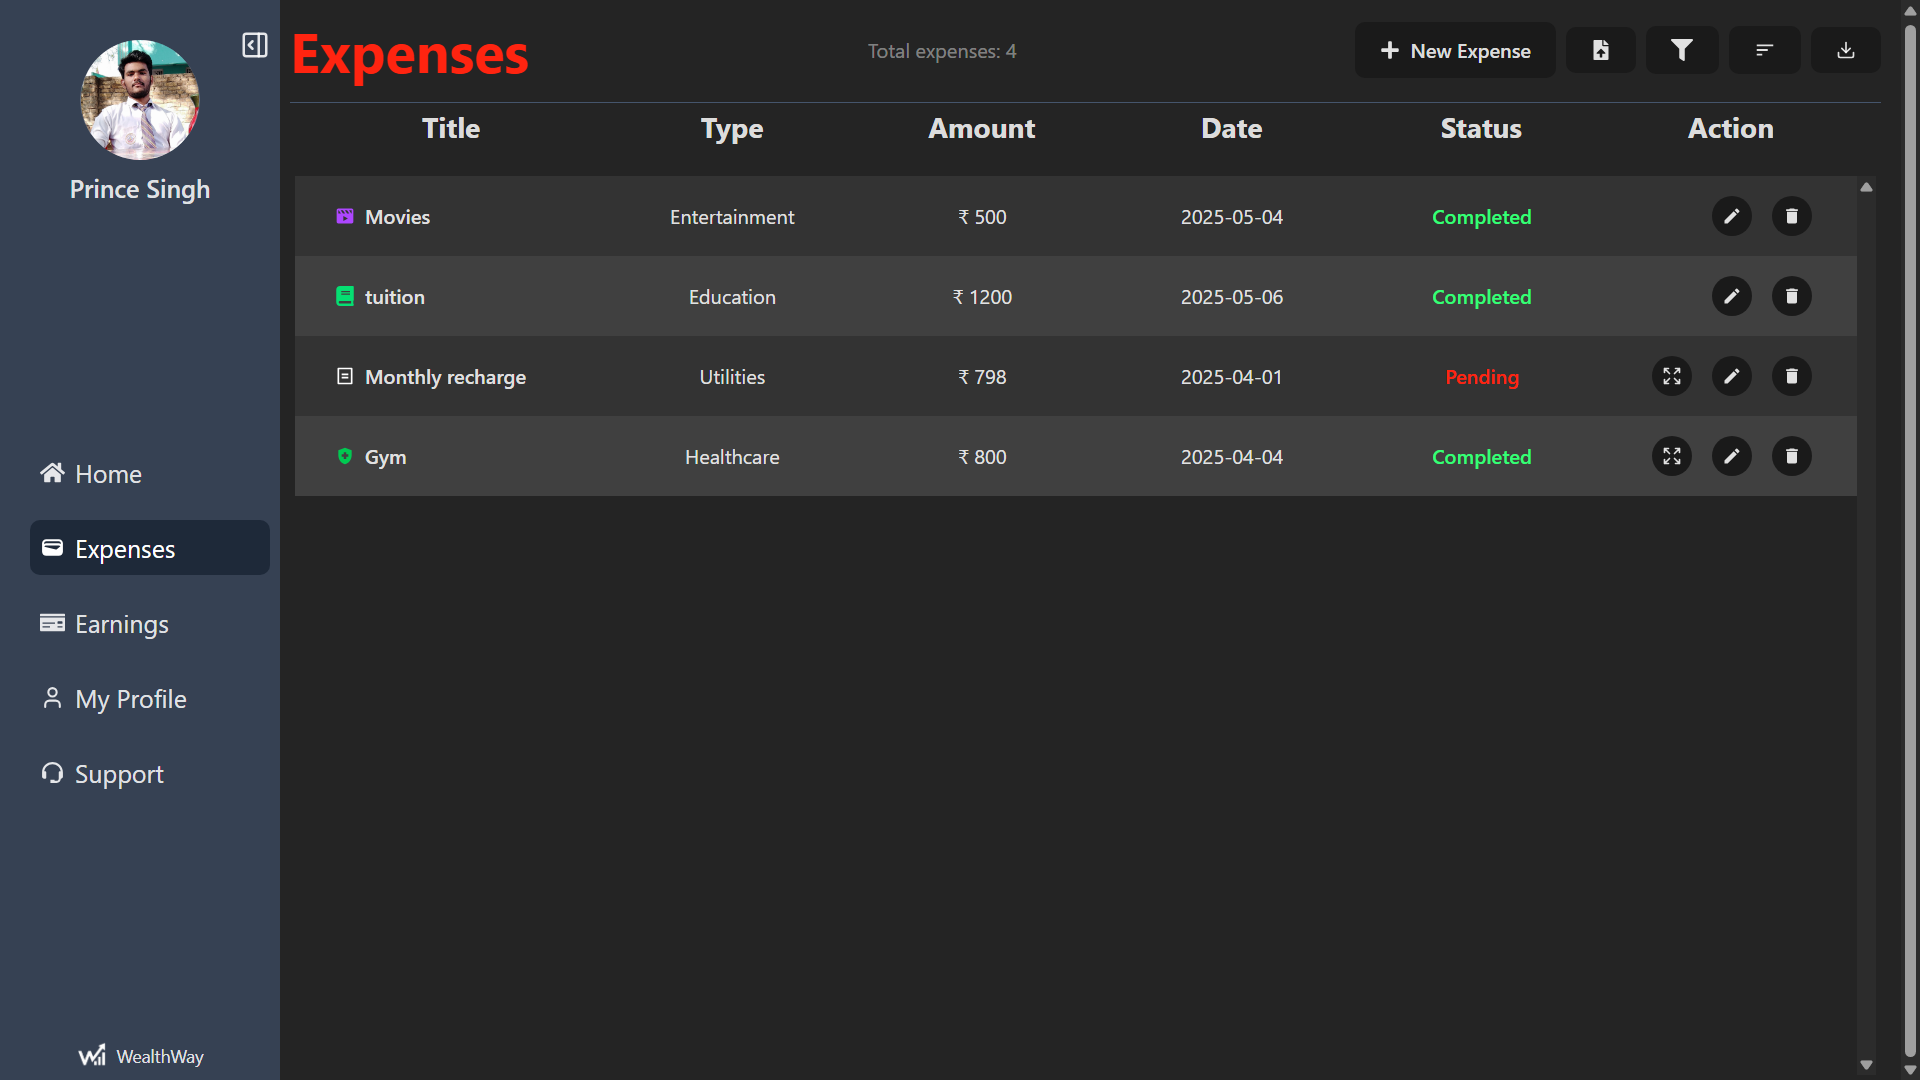 Prince Singh
Home
Expenses
Earnings
My Profile
Support
WealthWay
Expenses
Total expenses: 4
New Expense
Title Type Amount Date Status Action
Movies Entertainment ₹ 500 2025-05-04 Completed
tuition Education ₹ 1200 2025-05-06 Completed
Monthly recharge Utilities ₹ 798 2025-04-01 Pending
Gym Healthcare ₹ 800 2025-04-04 Completed